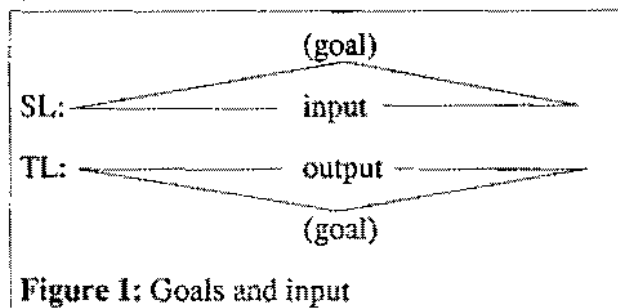 (goal)
SL: input
TL: output
(goal)
Figure 1: Goals and input